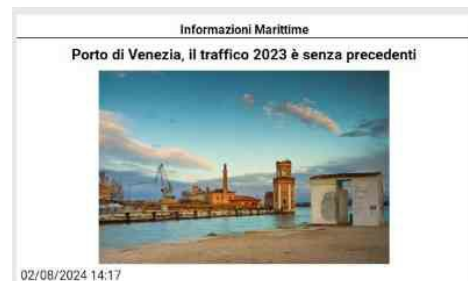 Informazioni Marittime
Porto di Venezia, il traffico 2023 è senza precedenti
02/08/2024 14:17